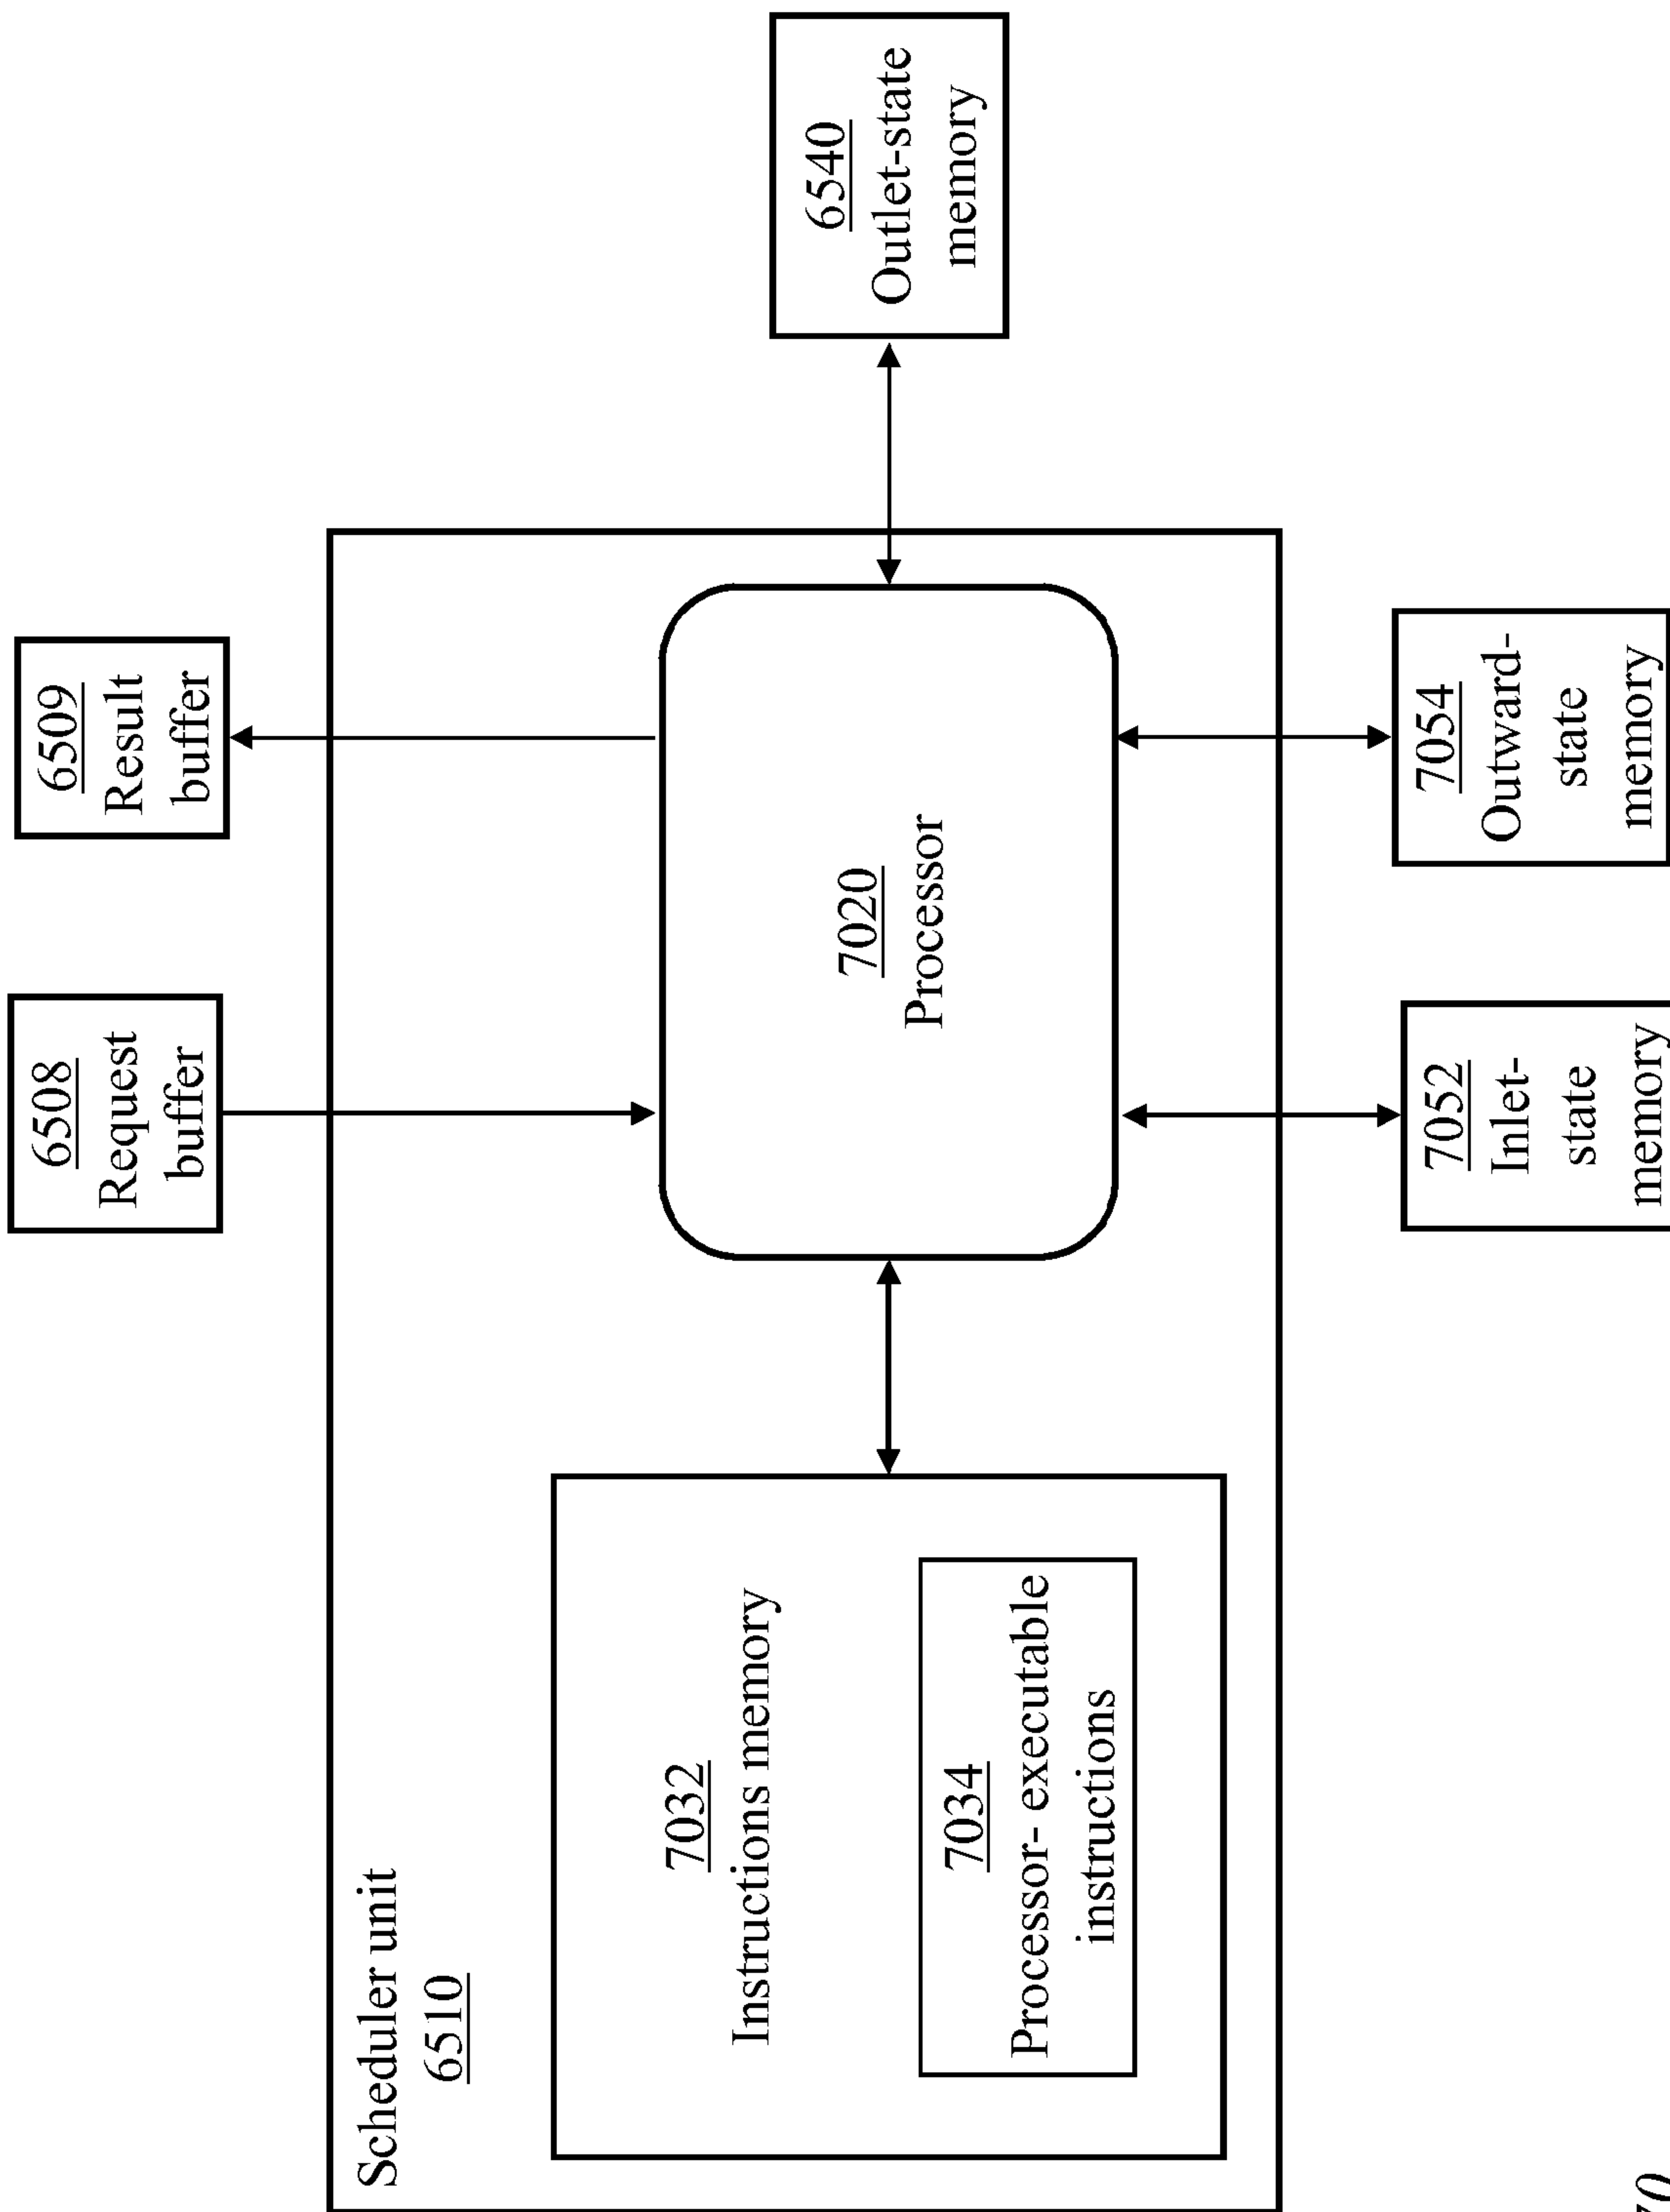 6508
Request
buffer
6509
Result
buffer
Scheduler unit
6510
7032
Instructions memory
7034
Processor- executable
instructions
7020
Processor
6540
Outlet-state
memory
7052
Inlet-
state
memory
7054
Outward-
state
memory